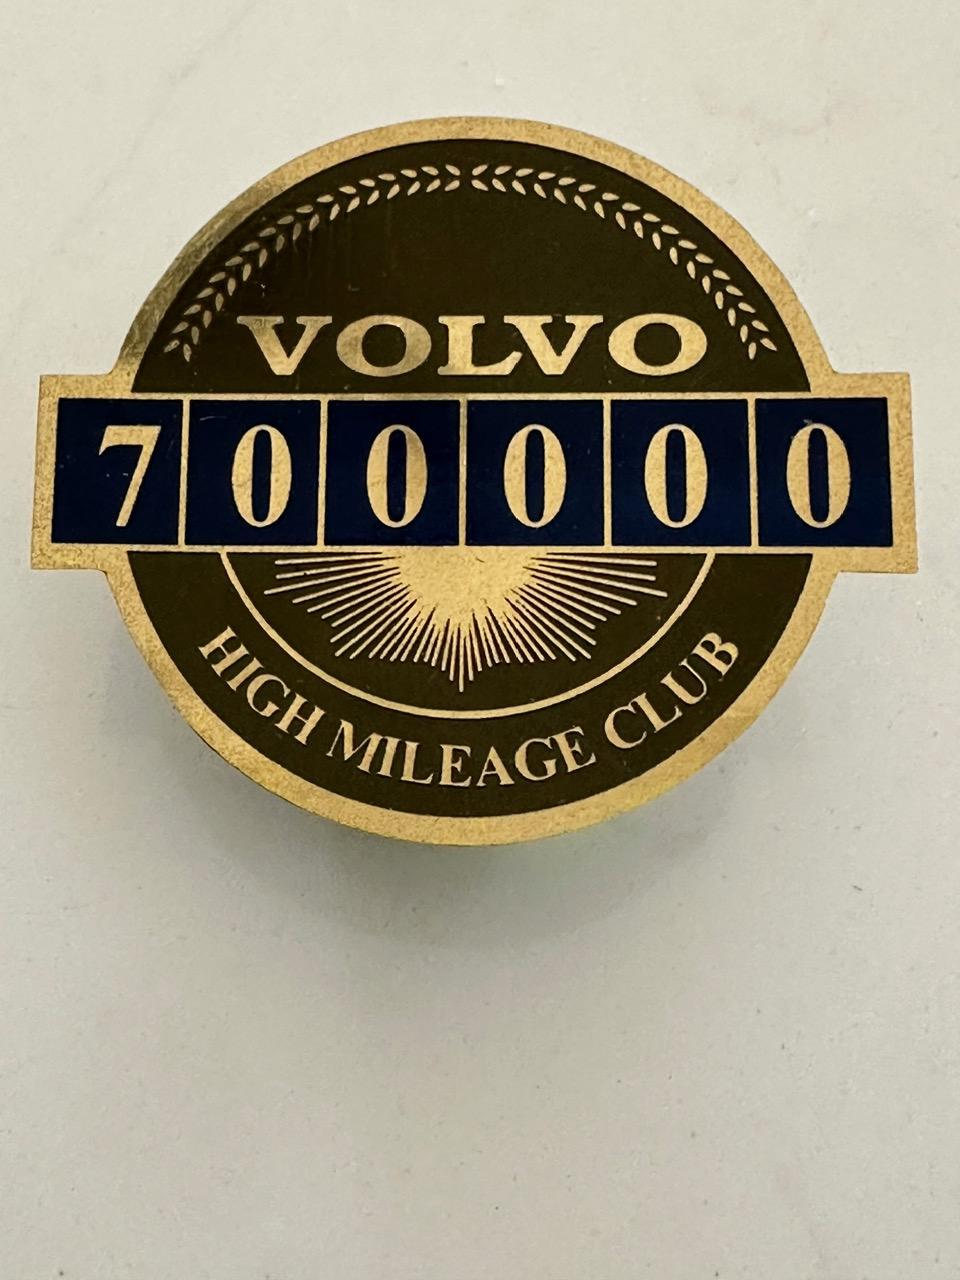 VOLVO
700000
HIGH MILEAGE CLUB